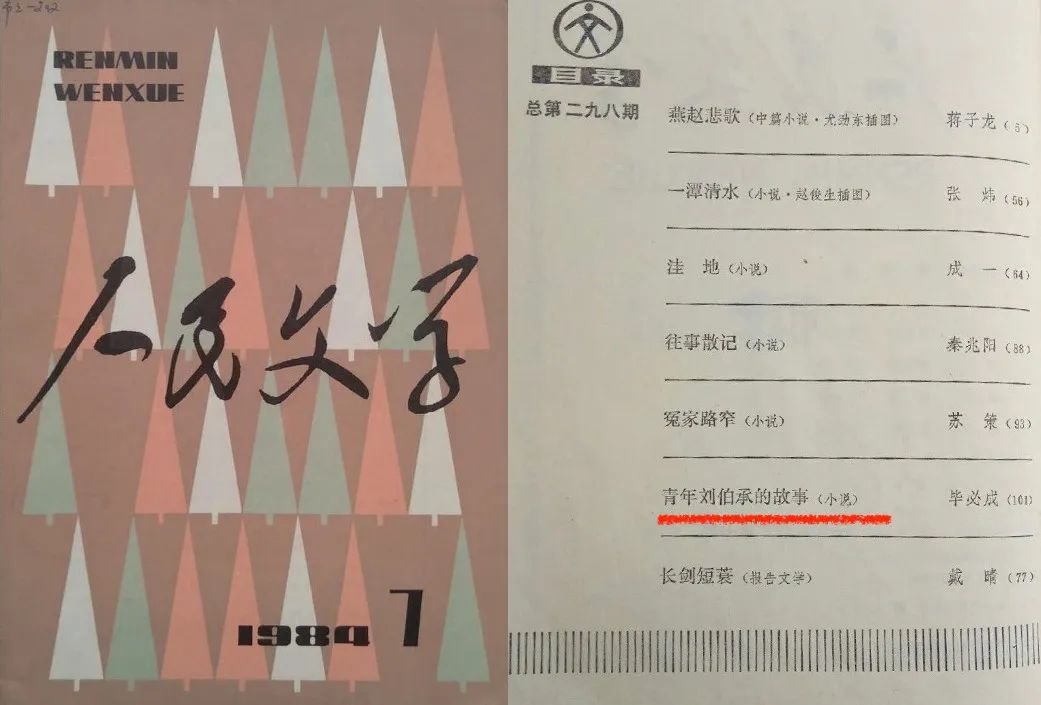 RENMIN
WENXUE
人民文学
1984 7
目录
总第二九八期
燕赵悲歌(中篇小说·尤劲东插图) 蒋子龙(5)
一潭清水(小说·赵俊生插图) 张 炜(56)
洼 地(小说) 成 一(64)
往事散记(小说) 秦兆阳(88)
冤家路窄(小说) 苏 策(93)
青年刘伯承的故事(小说) 毕必成(101)
长剑短蓑(报告文学) 戴 晴(77)